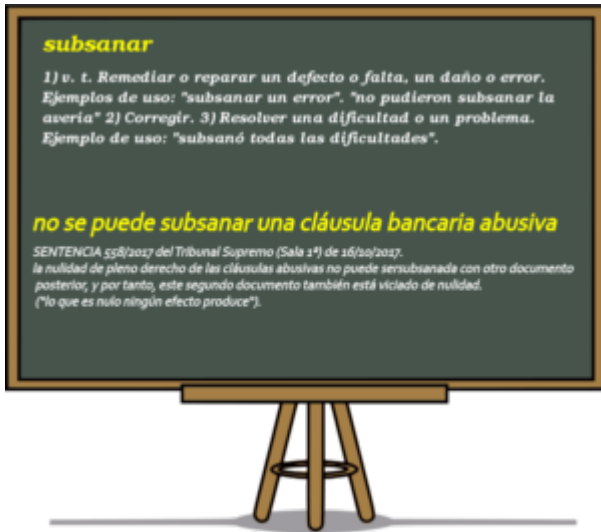 subsanar
1) v. t. Remediar o reparar un defecto o falta, un daño o error.
Ejemplos de uso: "subsanar un error". "no pudieron subsanar la
avería" 2) Corregir. 3) Resolver una dificultad o un problema.
Ejemplo de uso: "subsanó todas las dificultades".
no se puede subsanar una cláusula bancaria abusiva
SENTENCIA 558/2017 del Tribunal Supremo (Sala 1ª) de 16/10/2017.
la nulidad de pleno derecho de las cláusulas abusivas no puede sersubsanada con otro documento
posterior, y por tanto, este segundo documento también está viciado de nulidad.
("lo que es nulo ningún efecto produce").